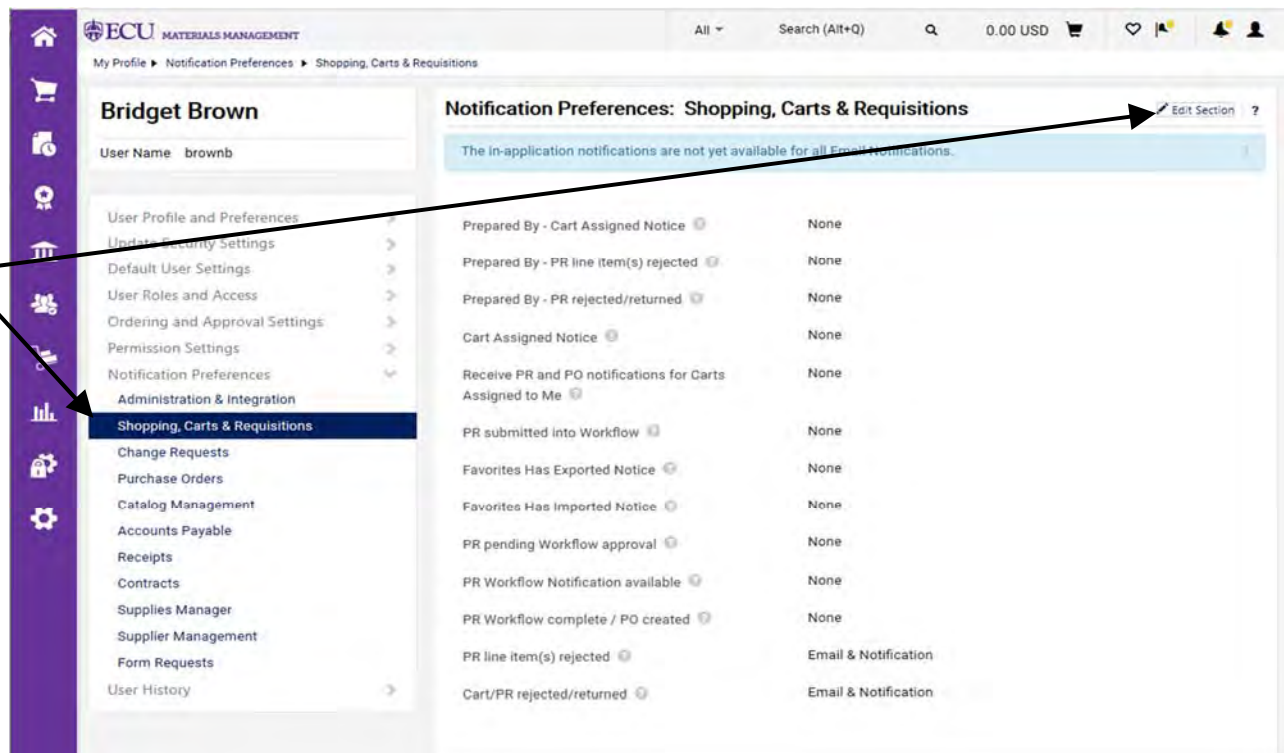 ECU MATERIALS MANAGEMENT
All
Search (Alt+Q)
0.00 USD
My Profile ▶ Notification Preferences ▶ Shopping, Carts & Requisitions
Bridget Brown
User Name brownb
User Profile and Preferences
Update Security Settings
Default User Settings
User Roles and Access
Ordering and Approval Settings
Permission Settings
Notification Preferences
Administration & Integration
Shopping, Carts & Requisitions
Change Requests
Purchase Orders
Catalog Management
Accounts Payable
Receipts
Contracts
Supplies Manager
Supplier Management
Form Requests
User History
Notification Preferences: Shopping, Carts & Requisitions
Edit Section ?
The in-application notifications are not yet available for all Email Notifications.
Prepared By - Cart Assigned Notice None
Prepared By - PR line item(s) rejected None
Prepared By - PR rejected/returned None
Cart Assigned Notice None
Receive PR and PO notifications for Carts None
Assigned to Me
PR submitted into Workflow None
Favorites Has Exported Notice None
Favorites Has Imported Notice None
PR pending Workflow approval None
PR Workflow Notification available None
PR Workflow complete / PO created None
PR line item(s) rejected Email & Notification
Cart/PR rejected/returned Email & Notification